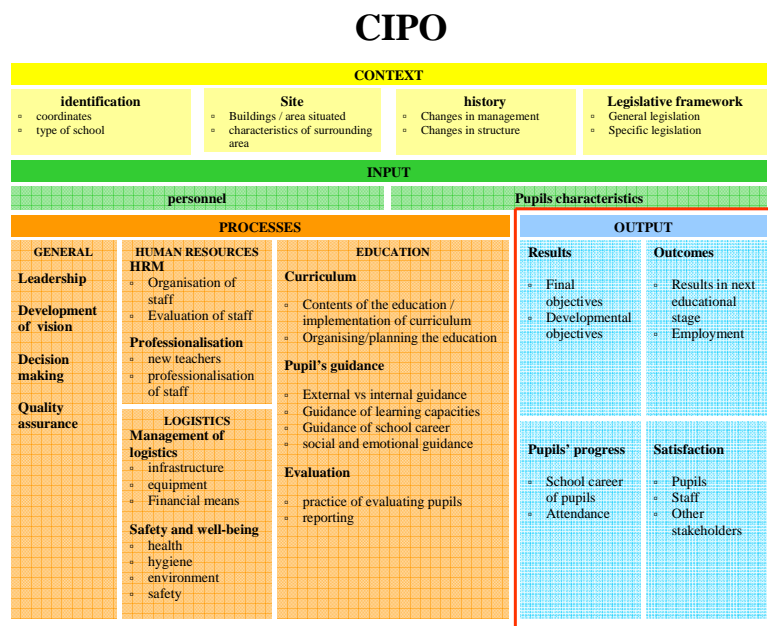 CIPO
CONTEXT
identification
▫ coordinates
▫ type of school
Site
▫ Buildings / area situated
▫ characteristics of surrounding
area
history
▫ Changes in management
▫ Changes in structure
Legislative framework
▫ General legislation
▫ Specific legislation
INPUT
personnel
Pupils characteristics
PROCESSES
GENERAL
Leadership
Development
of vision
Decision
making
Quality
assurance
HUMAN RESOURCES
HRM
▫ Organisation of
staff
▫ Evaluation of staff
Professionalisation
▫ new teachers
▫ professionalisation
of staff
LOGISTICS
Management of
logistics
▫ infrastructure
▫ equipment
▫ Financial means
Safety and well-being
▫ health
▫ hygiene
▫ environment
▫ safety
EDUCATION
Curriculum
▫ Contents of the education /
implementation of curriculum
▫ Organising/planning the education
Pupil’s guidance
▫ External vs internal guidance
▫ Guidance of learning capacities
▫ Guidance of school career
▫ social and emotional guidance
Evaluation
▫ practice of evaluating pupils
▫ reporting
OUTPUT
Results
▫ Final
objectives
▫ Developmental
objectives
Outcomes
▫ Results in next
educational
stage
▫ Employment
Pupils’ progress
▫ School career
of pupils
▫ Attendance
Satisfaction
▫ Pupils
▫ Staff
▫ Other
stakeholders